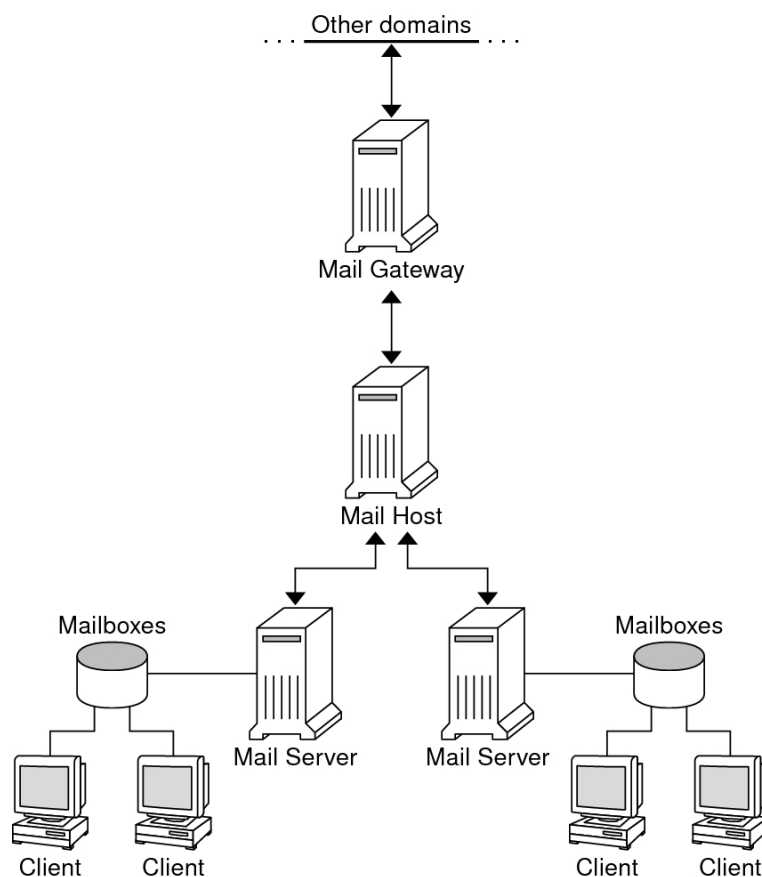 Other domains
Mail Gateway
Mail Host
Mailboxes
Mailboxes
Mail Server
Mail Server
Client
Client
Client
Client